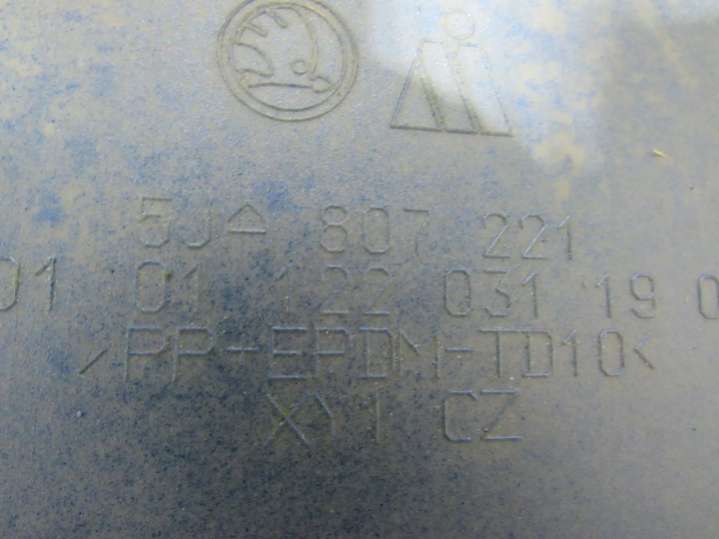 5J△ 807 221
01 01 122 031 19 0
>PP-EPDM-TD10<
XY1 CZ